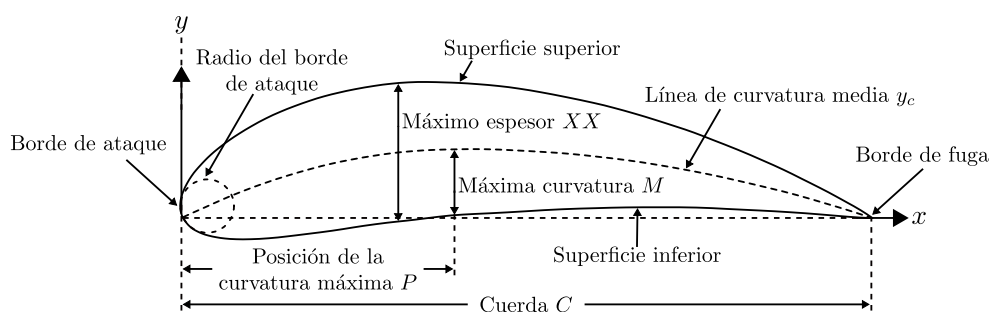 y
Radio del borde
de ataque
Superficie superior
Línea de curvatura media y_c
Máximo espesor XX
Borde de ataque
Borde de fuga
Máxima curvatura M
x
Posición de la
curvatura máxima P
Superficie inferior
Cuerda C